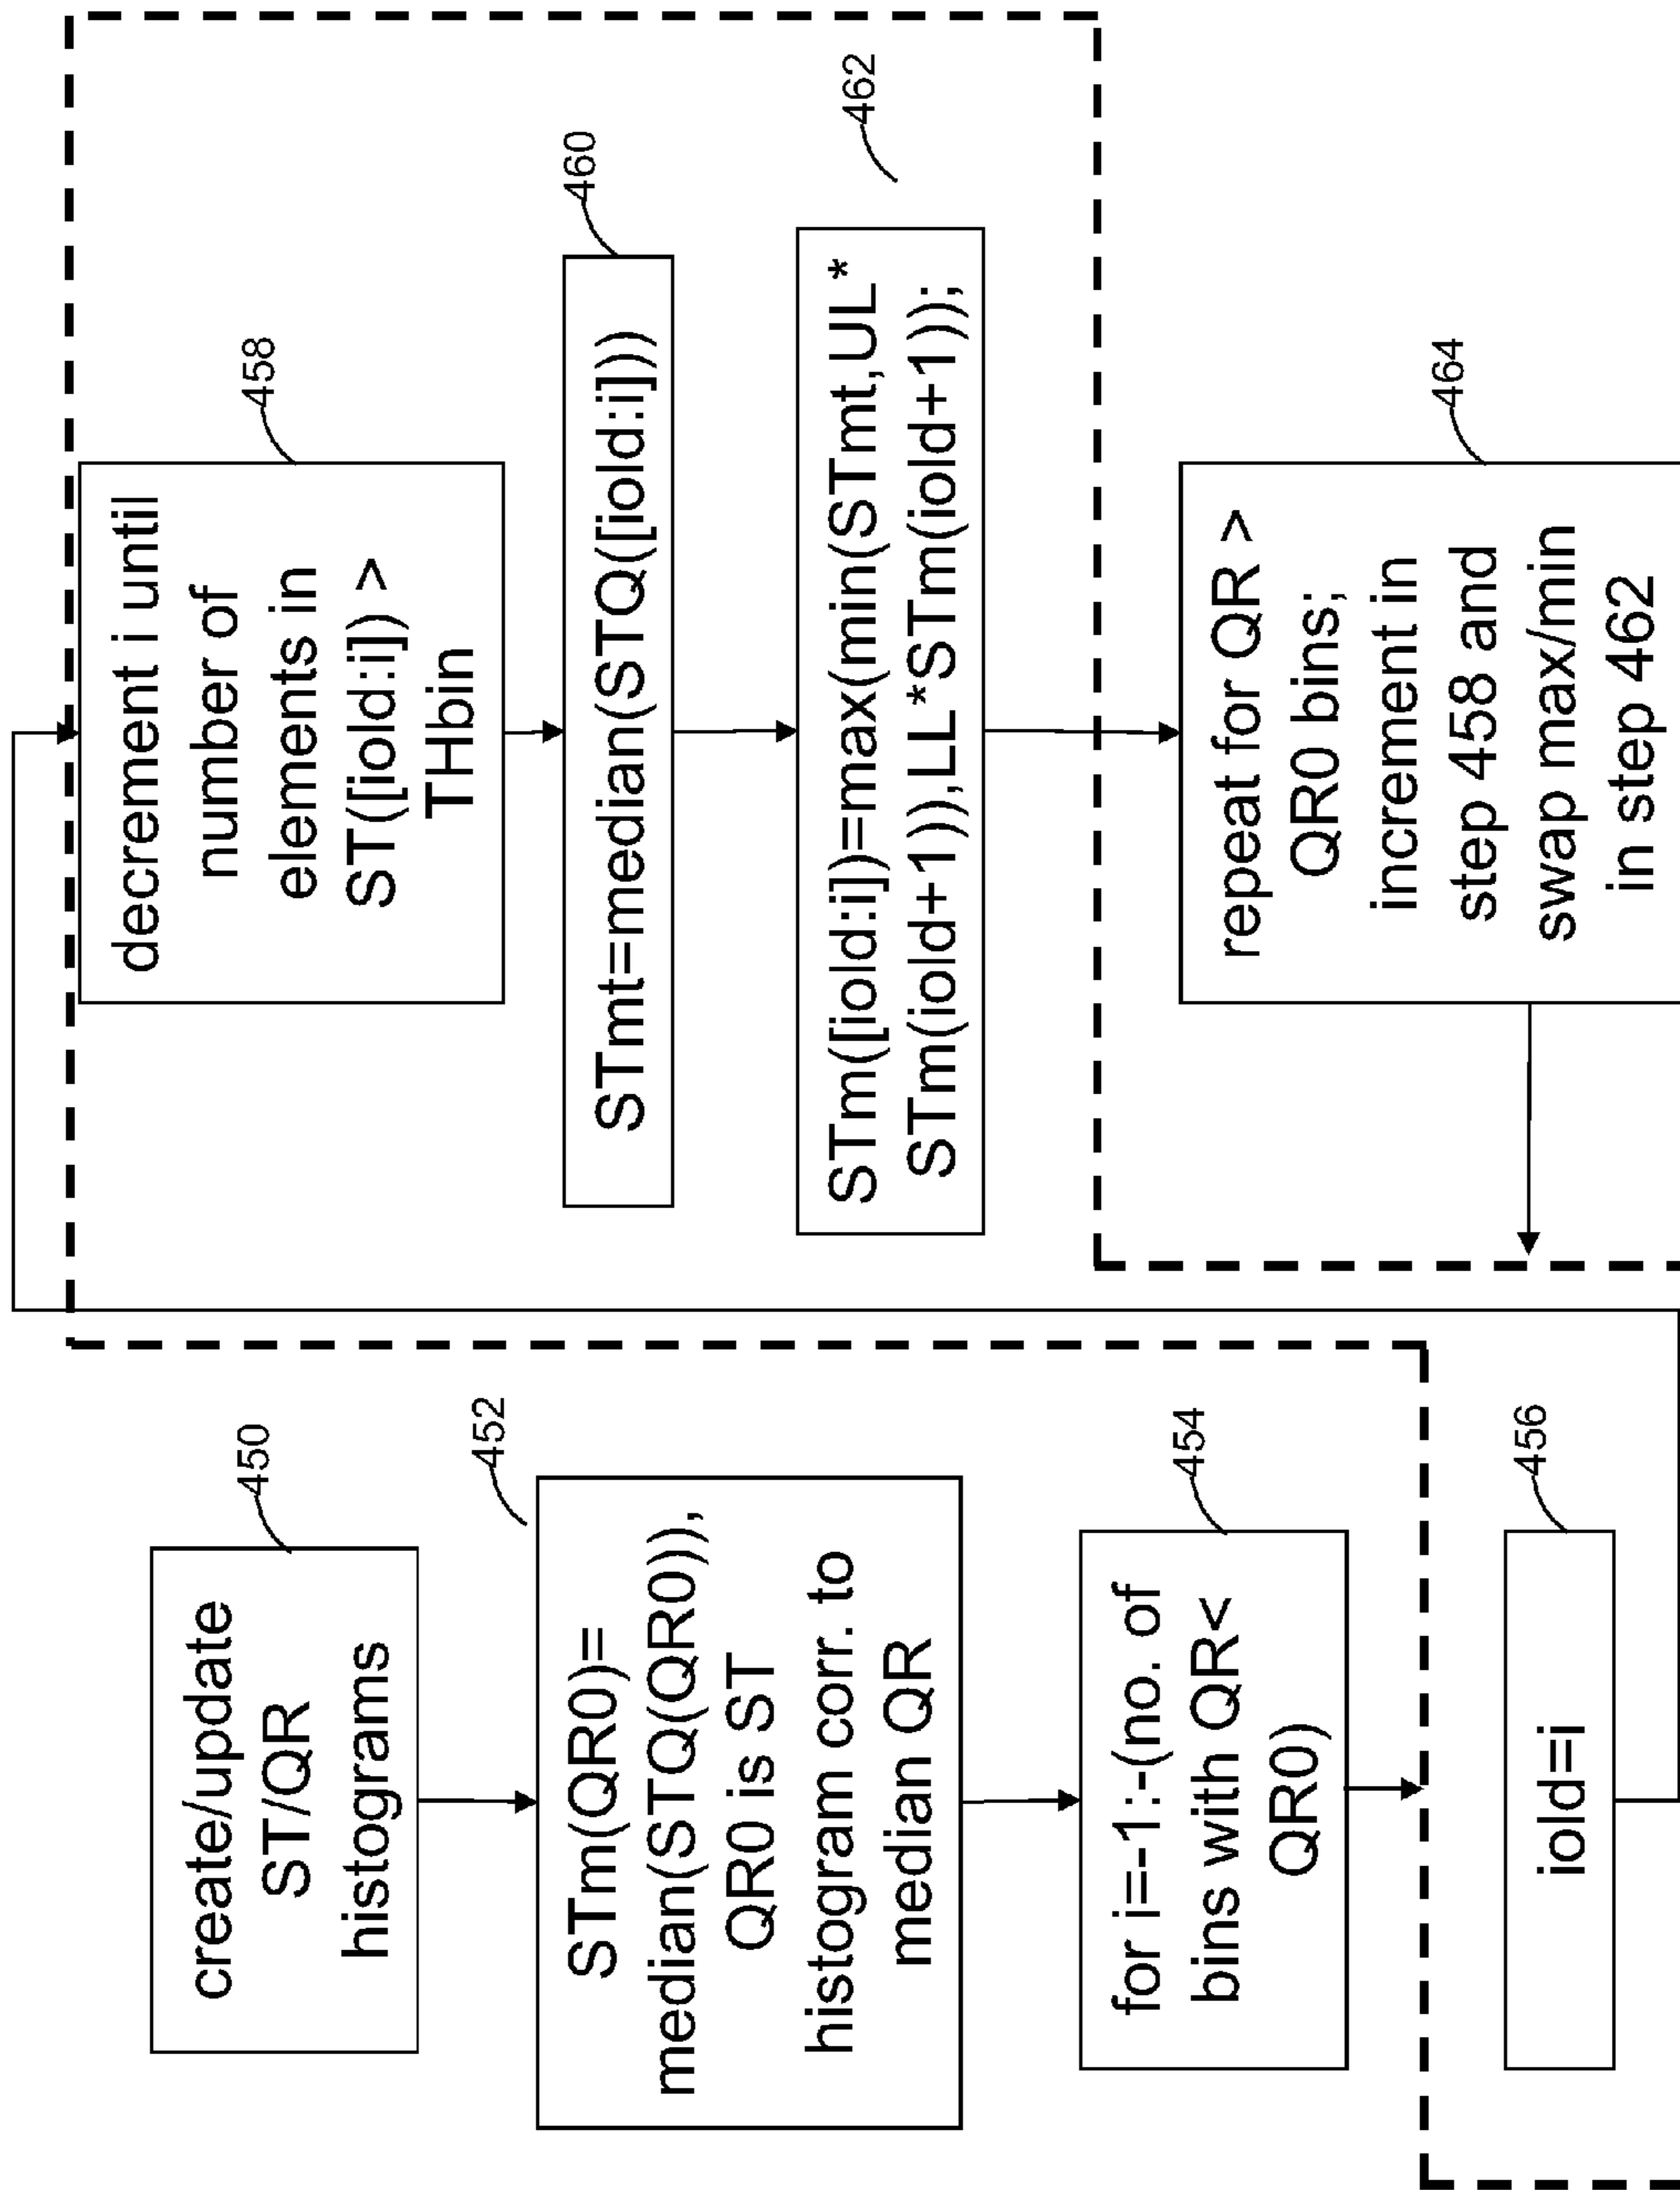 create/update
ST/QR
histograms
450
STm(QR0)=
median(STQ(QR0)),
QR0 is ST
histogram corr. to
median QR
452
for i=-1:-(no. of
bins with QR<
QR0)
454
iold=i
456
decrement i until
number of
elements in
ST([iold:i]) >
THbin
458
STmt=median(STQ([iold:i]))
460
STm([iold:i])=max(min(STmt,UL*
STm(iold+1)),LL*STm(iold+1));
462
repeat for QR >
QR0 bins;
increment in
step 458 and
swap max/min
in step 462
464